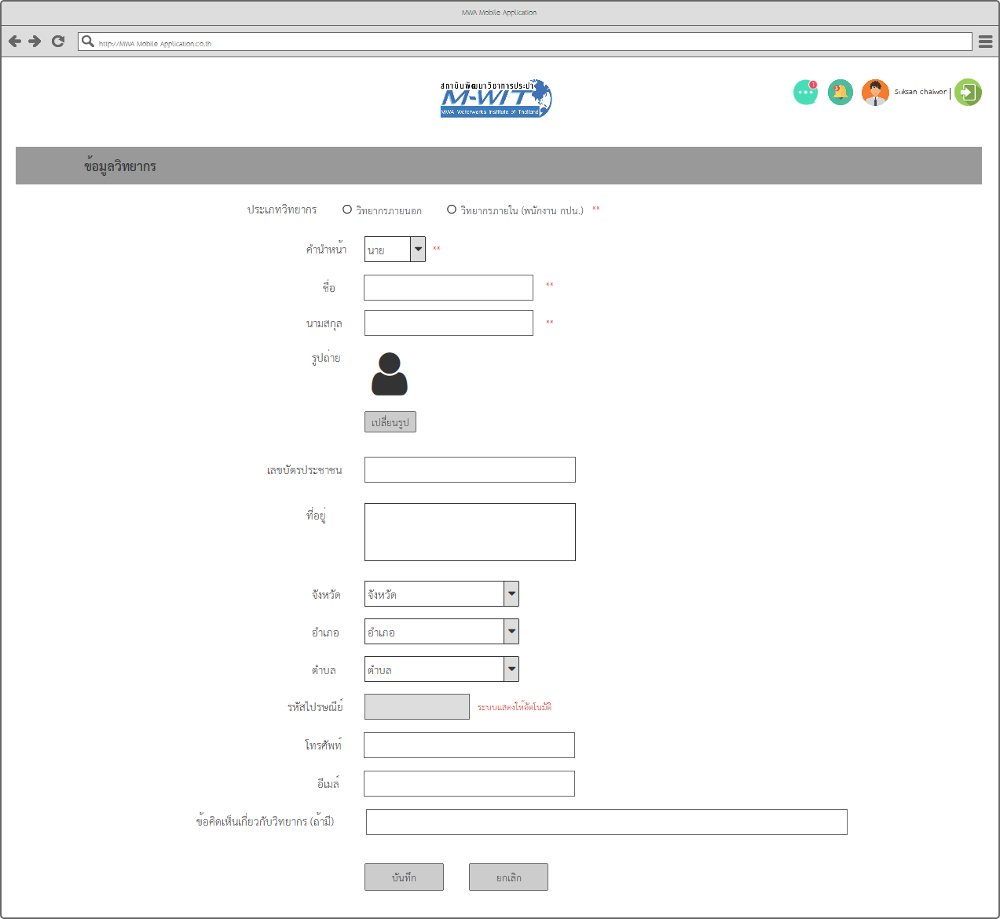 MWA Mobile Application
http://MWA Mobile Application.co.th
สถาบันพัฒนาวิชาการประปา
M-WIT
MWA Waterworks Institute of Thailand
1
Suksan chaiwon
ข้อมูลวิทยากร
ประเภทวิทยากร วิทยากรภายนอก วิทยากรภายใน (พนักงาน กปน.) **
คำนำหน้า นาย **
ชื่อ **
นามสกุล **
รูปถ่าย
เปลี่ยนรูป
เลขบัตรประชาชน
ที่อยู่
จังหวัด จังหวัด
อำเภอ อำเภอ
ตำบล ตำบล
รหัสไปรษณีย์ ระบบแสดงให้อัตโนมัติ
โทรศัพท์
อีเมล์
ข้อคิดเห็นเกี่ยวกับวิทยากร (ถ้ามี)
บันทึก ยกเลิก